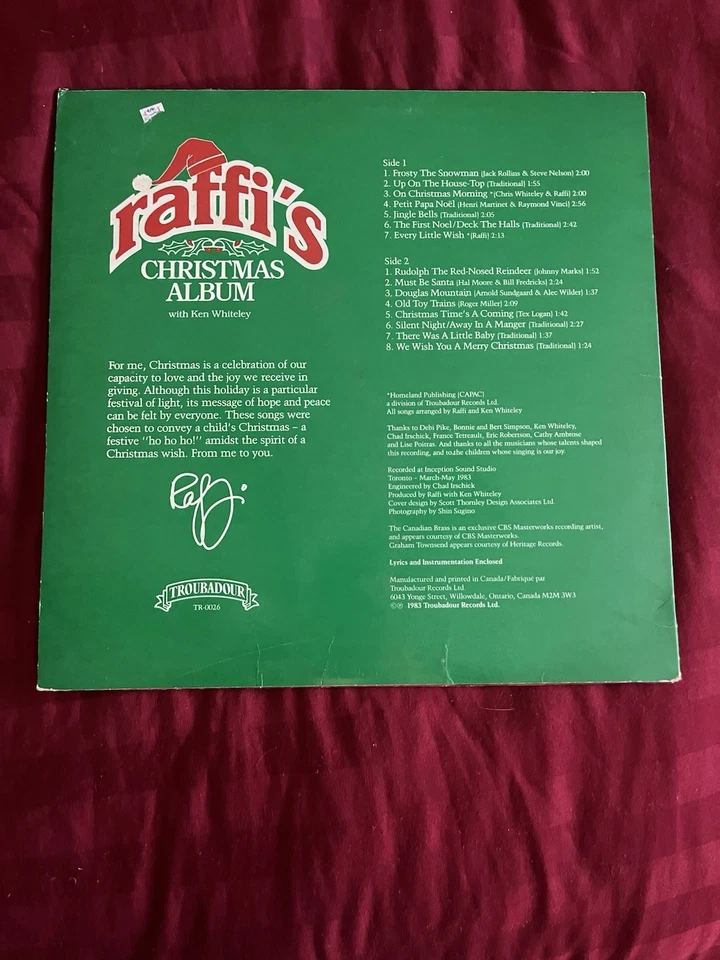 raffi's
CHRISTMAS
ALBUM
with Ken Whiteley
For me, Christmas is a celebration of our
capacity to love and the joy we receive in
giving. Although this holiday is a particular
festival of light, its message of hope and peace
can be felt by everyone. These songs were
chosen to convey a child's Christmas – a
festive "ho ho ho!" amidst the spirit of a
Christmas wish. From me to you.
Raffi
TROUBADOUR
TR-0026
Side 1
1. Frosty The Snowman (Jack Rollins & Steve Nelson) 2:00
2. Up On The House-Top (Traditional) 1:55
3. On Christmas Morning *(Chris Whiteley & Raffi) 2:00
4. Petit Papa Noël (Henri Martinet & Raymond Vinci) 2:56
5. Jingle Bells (Traditional) 2:05
6. The First Noel/Deck The Halls (Traditional) 2:42
7. Every Little Wish *(Raffi) 2:13
Side 2
1. Rudolph The Red-Nosed Reindeer (Johnny Marks) 1:52
2. Must Be Santa (Hal Moore & Bill Fredricks) 2:24
3. Douglas Mountain (Arnold Sundgaard & Alec Wilder) 1:37
4. Old Toy Trains (Roger Miller) 2:09
5. Christmas Time's A Coming (Tex Logan) 1:42
6. Silent Night/Away In A Manger (Traditional) 2:27
7. There Was A Little Baby (Traditional) 1:37
8. We Wish You A Merry Christmas (Traditional) 1:24
*Homeland Publishing (CAPAC)
a division of Troubadour Records Ltd.
All songs arranged by Raffi and Ken Whiteley
Thanks to Debi Pike, Bonnie and Bert Simpson, Ken Whiteley,
Chad Irschick, France Tetreault, Eric Robertson, Cathy Ambrose
and Lise Poitras. And thanks to all the musicians whose talents shaped
this recording, and to the children whose singing is our joy.
Recorded at Inception Sound Studio
Toronto – March-May 1983
Engineered by Chad Irschick
Produced by Raffi with Ken Whiteley
Cover design by Scott Thornley Design Associates Ltd.
Photography by Shin Sugino
The Canadian Brass is an exclusive CBS Masterworks recording artist,
and appears courtesy of CBS Masterworks.
Graham Townsend appears courtesy of Heritage Records.
Lyrics and Instrumentation Enclosed
Manufactured and printed in Canada/Fabriqué par
Troubadour Records Ltd.
6043 Yonge Street, Willowdale, Ontario, Canada M2M 3W3
©℗ 1983 Troubadour Records Ltd.